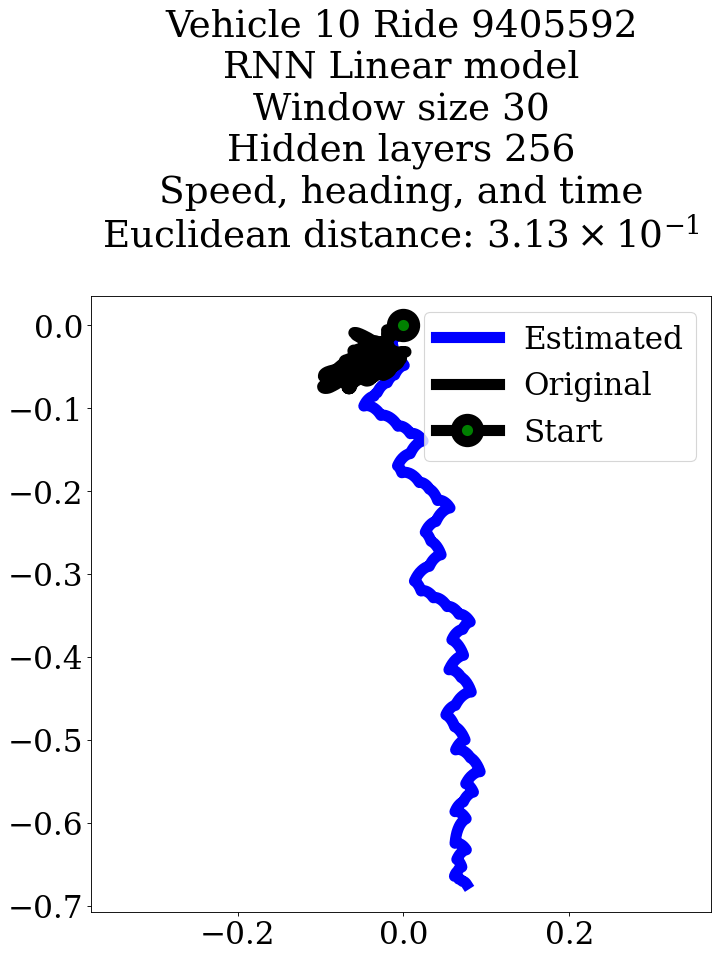 Vehicle 10 Ride 9405592
RNN Linear model
Window size 30
Hidden layers 256
Speed, heading, and time
Euclidean distance: 3.13 × 10⁻¹
Estimated
Original
Start
0.0
−0.1
−0.2
−0.3
−0.4
−0.5
−0.6
−0.7
−0.2 0.0 0.2